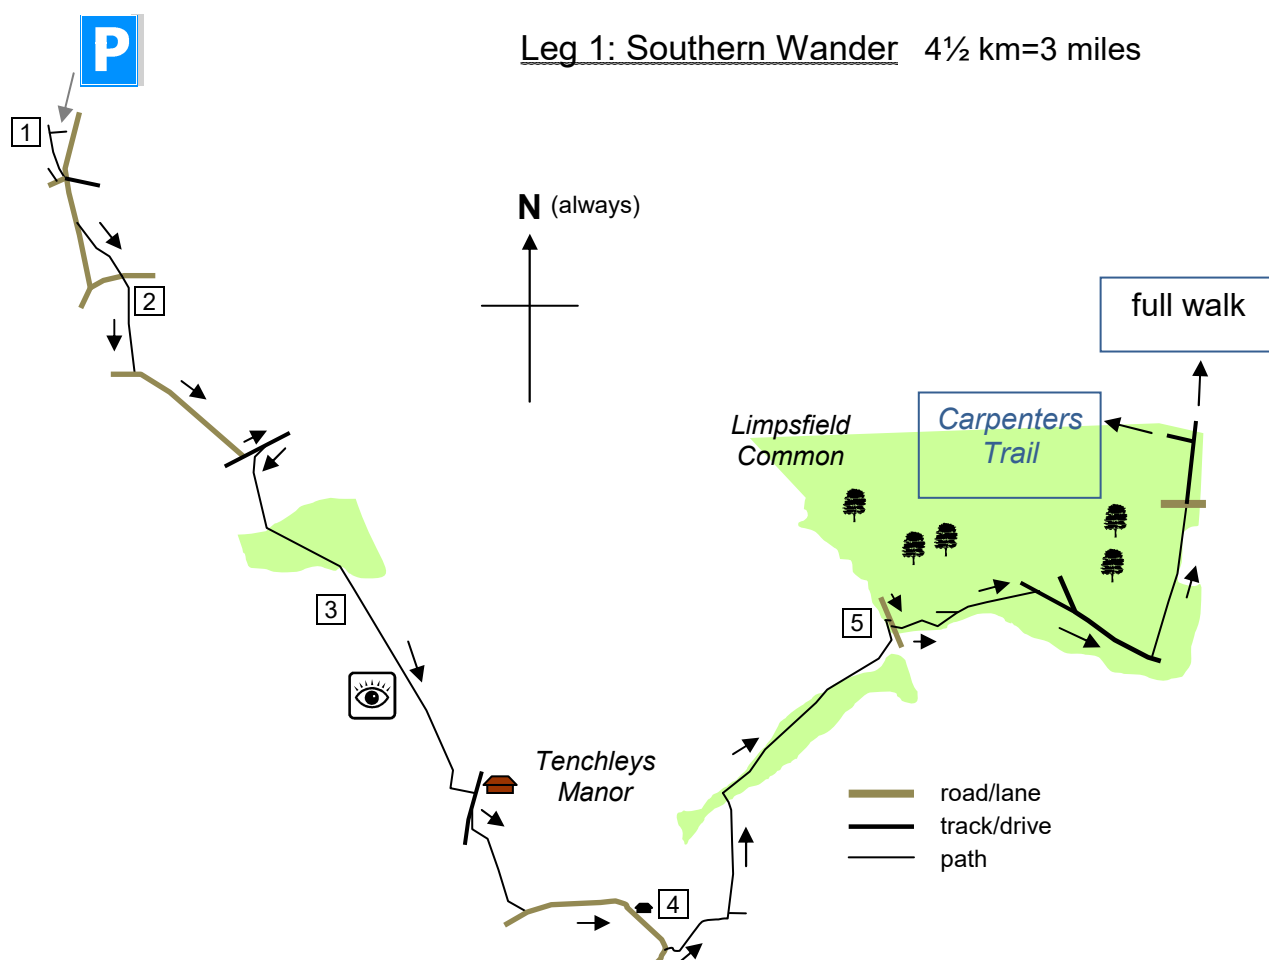 P
Leg 1: Southern Wander 4½ km=3 miles
1
N (always)
2
full walk
Limpsfield
Common
Carpenters
Trail
3
5
Tenchleys
Manor
road/lane
track/drive
path
4